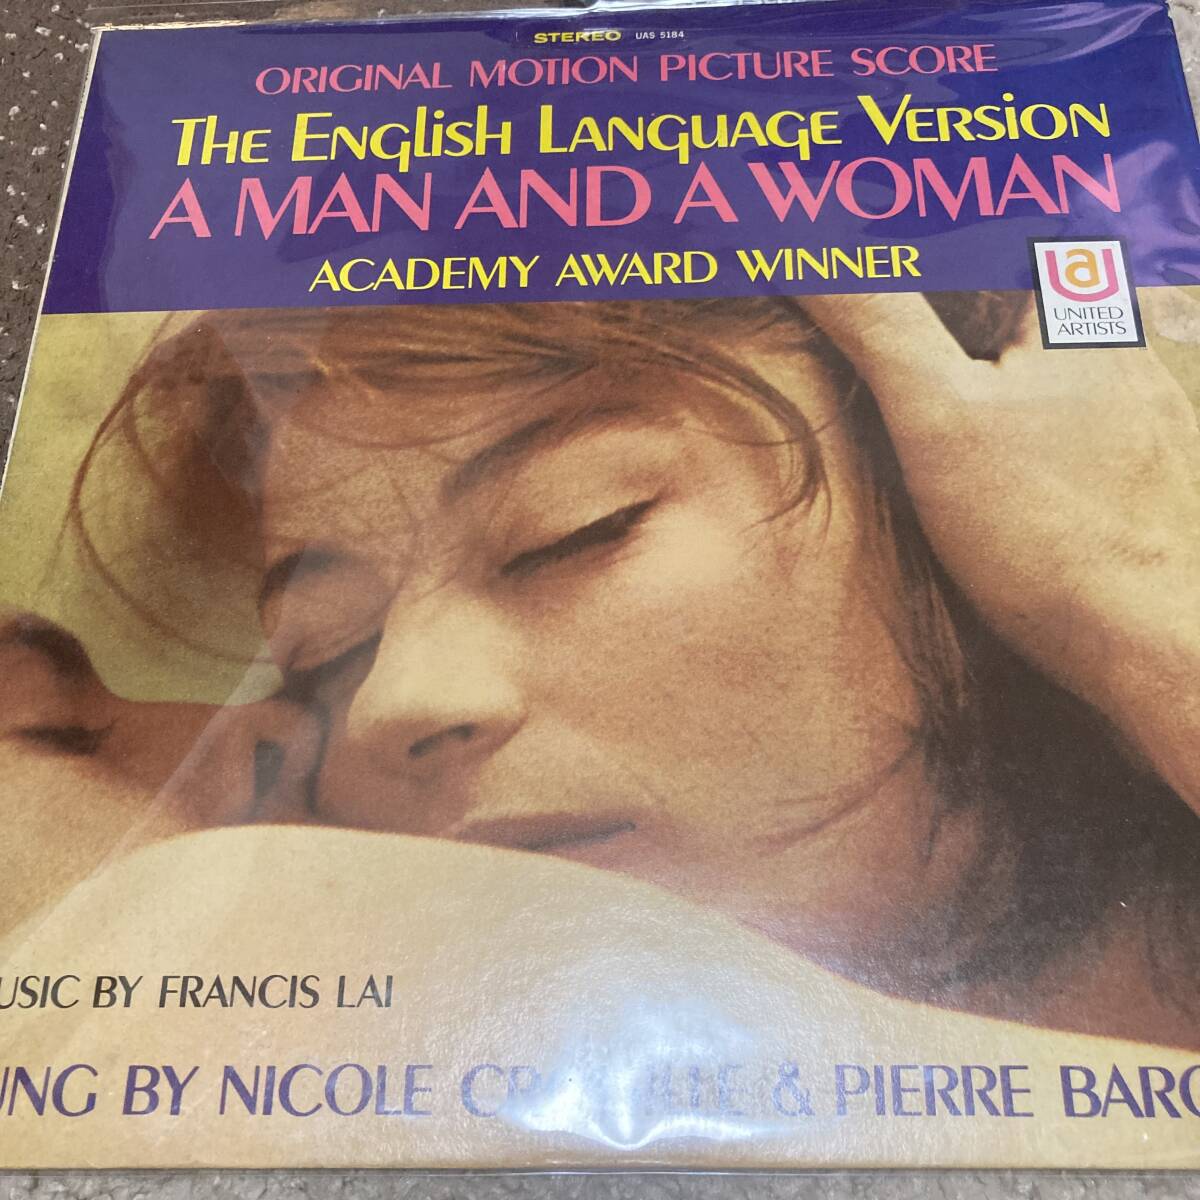 STEREO UAS 5184
ORIGINAL MOTION PICTURE SCORE
The English Language Version
A MAN AND A WOMAN
ACADEMY AWARD WINNER
ua
UNITED
ARTISTS
USIC BY FRANCIS LAI
UNG BY NICOLE & PIERRE BARO